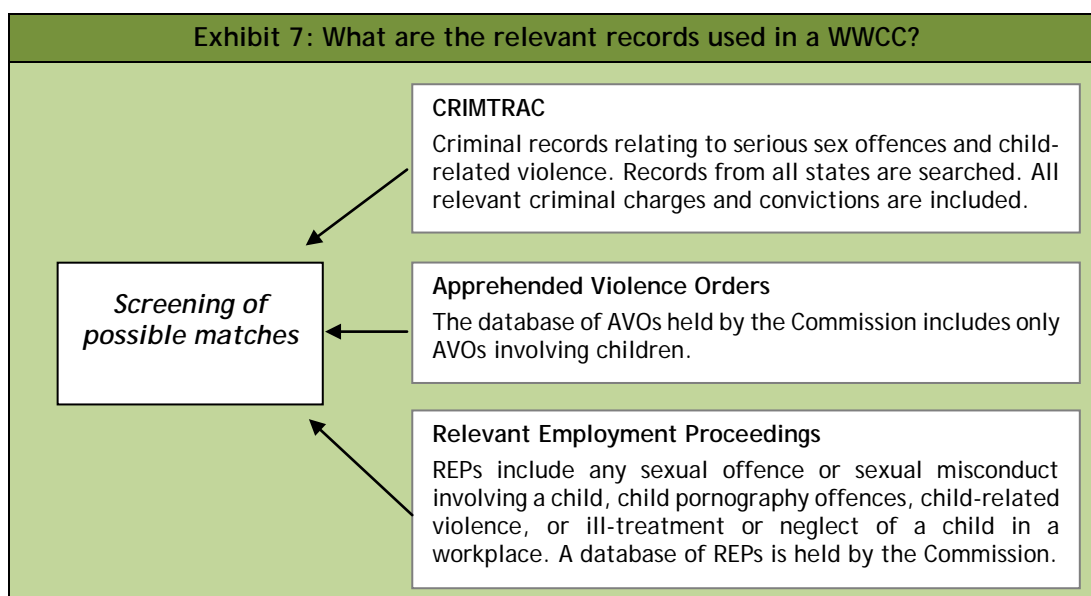 Exhibit 7: What are the relevant records used in a WWCC?
CRIMTRAC
Criminal records relating to serious sex offences and child-
related violence. Records from all states are searched. All
relevant criminal charges and convictions are included.
Screening of
possible matches
Apprehended Violence Orders
The database of AVOs held by the Commission includes only
AVOs involving children.
Relevant Employment Proceedings
REPs include any sexual offence or sexual misconduct
involving a child, child pornography offences, child-related
violence, or ill-treatment or neglect of a child in a
workplace. A database of REPs is held by the Commission.